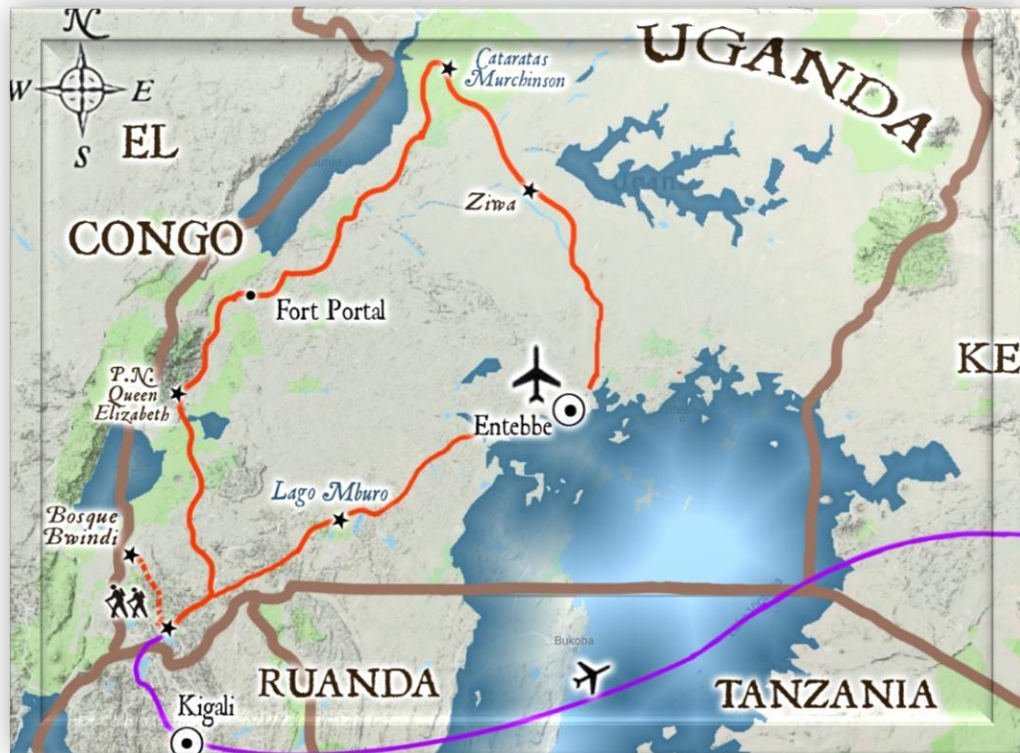 N
W
E
S
UGANDA
Cataratas
Murchinson
EL
CONGO
Ziwa
Fort Portal
KE
P.N.
Queen
Elizabeth
Entebbe
Lago Mburo
Bosque
Bwindi
Bukoba
RUANDA
TANZANIA
Kigali